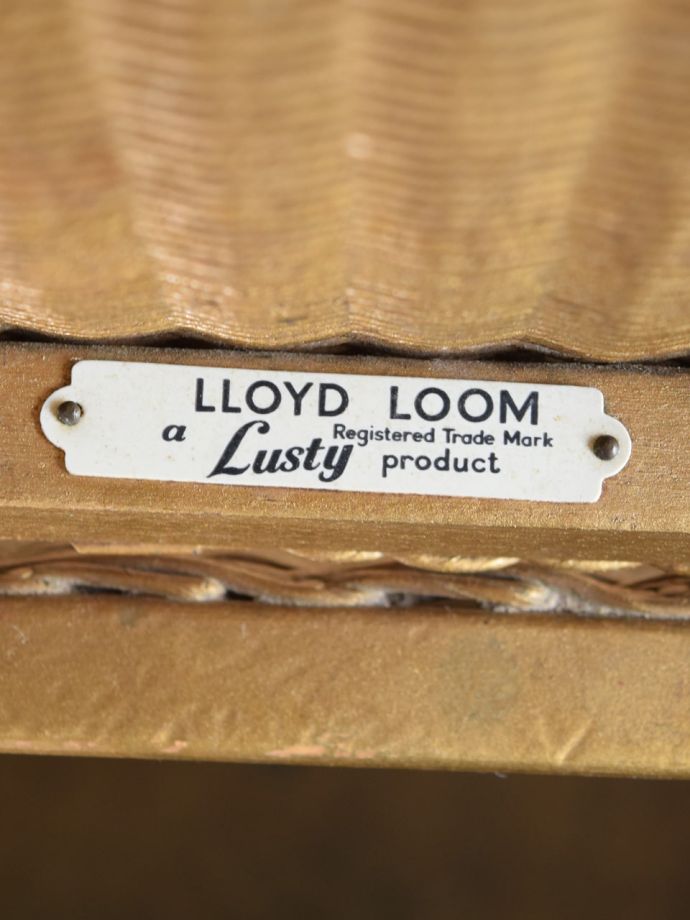 LLOYD LOOM
Registered Trade Mark
a Lusty product